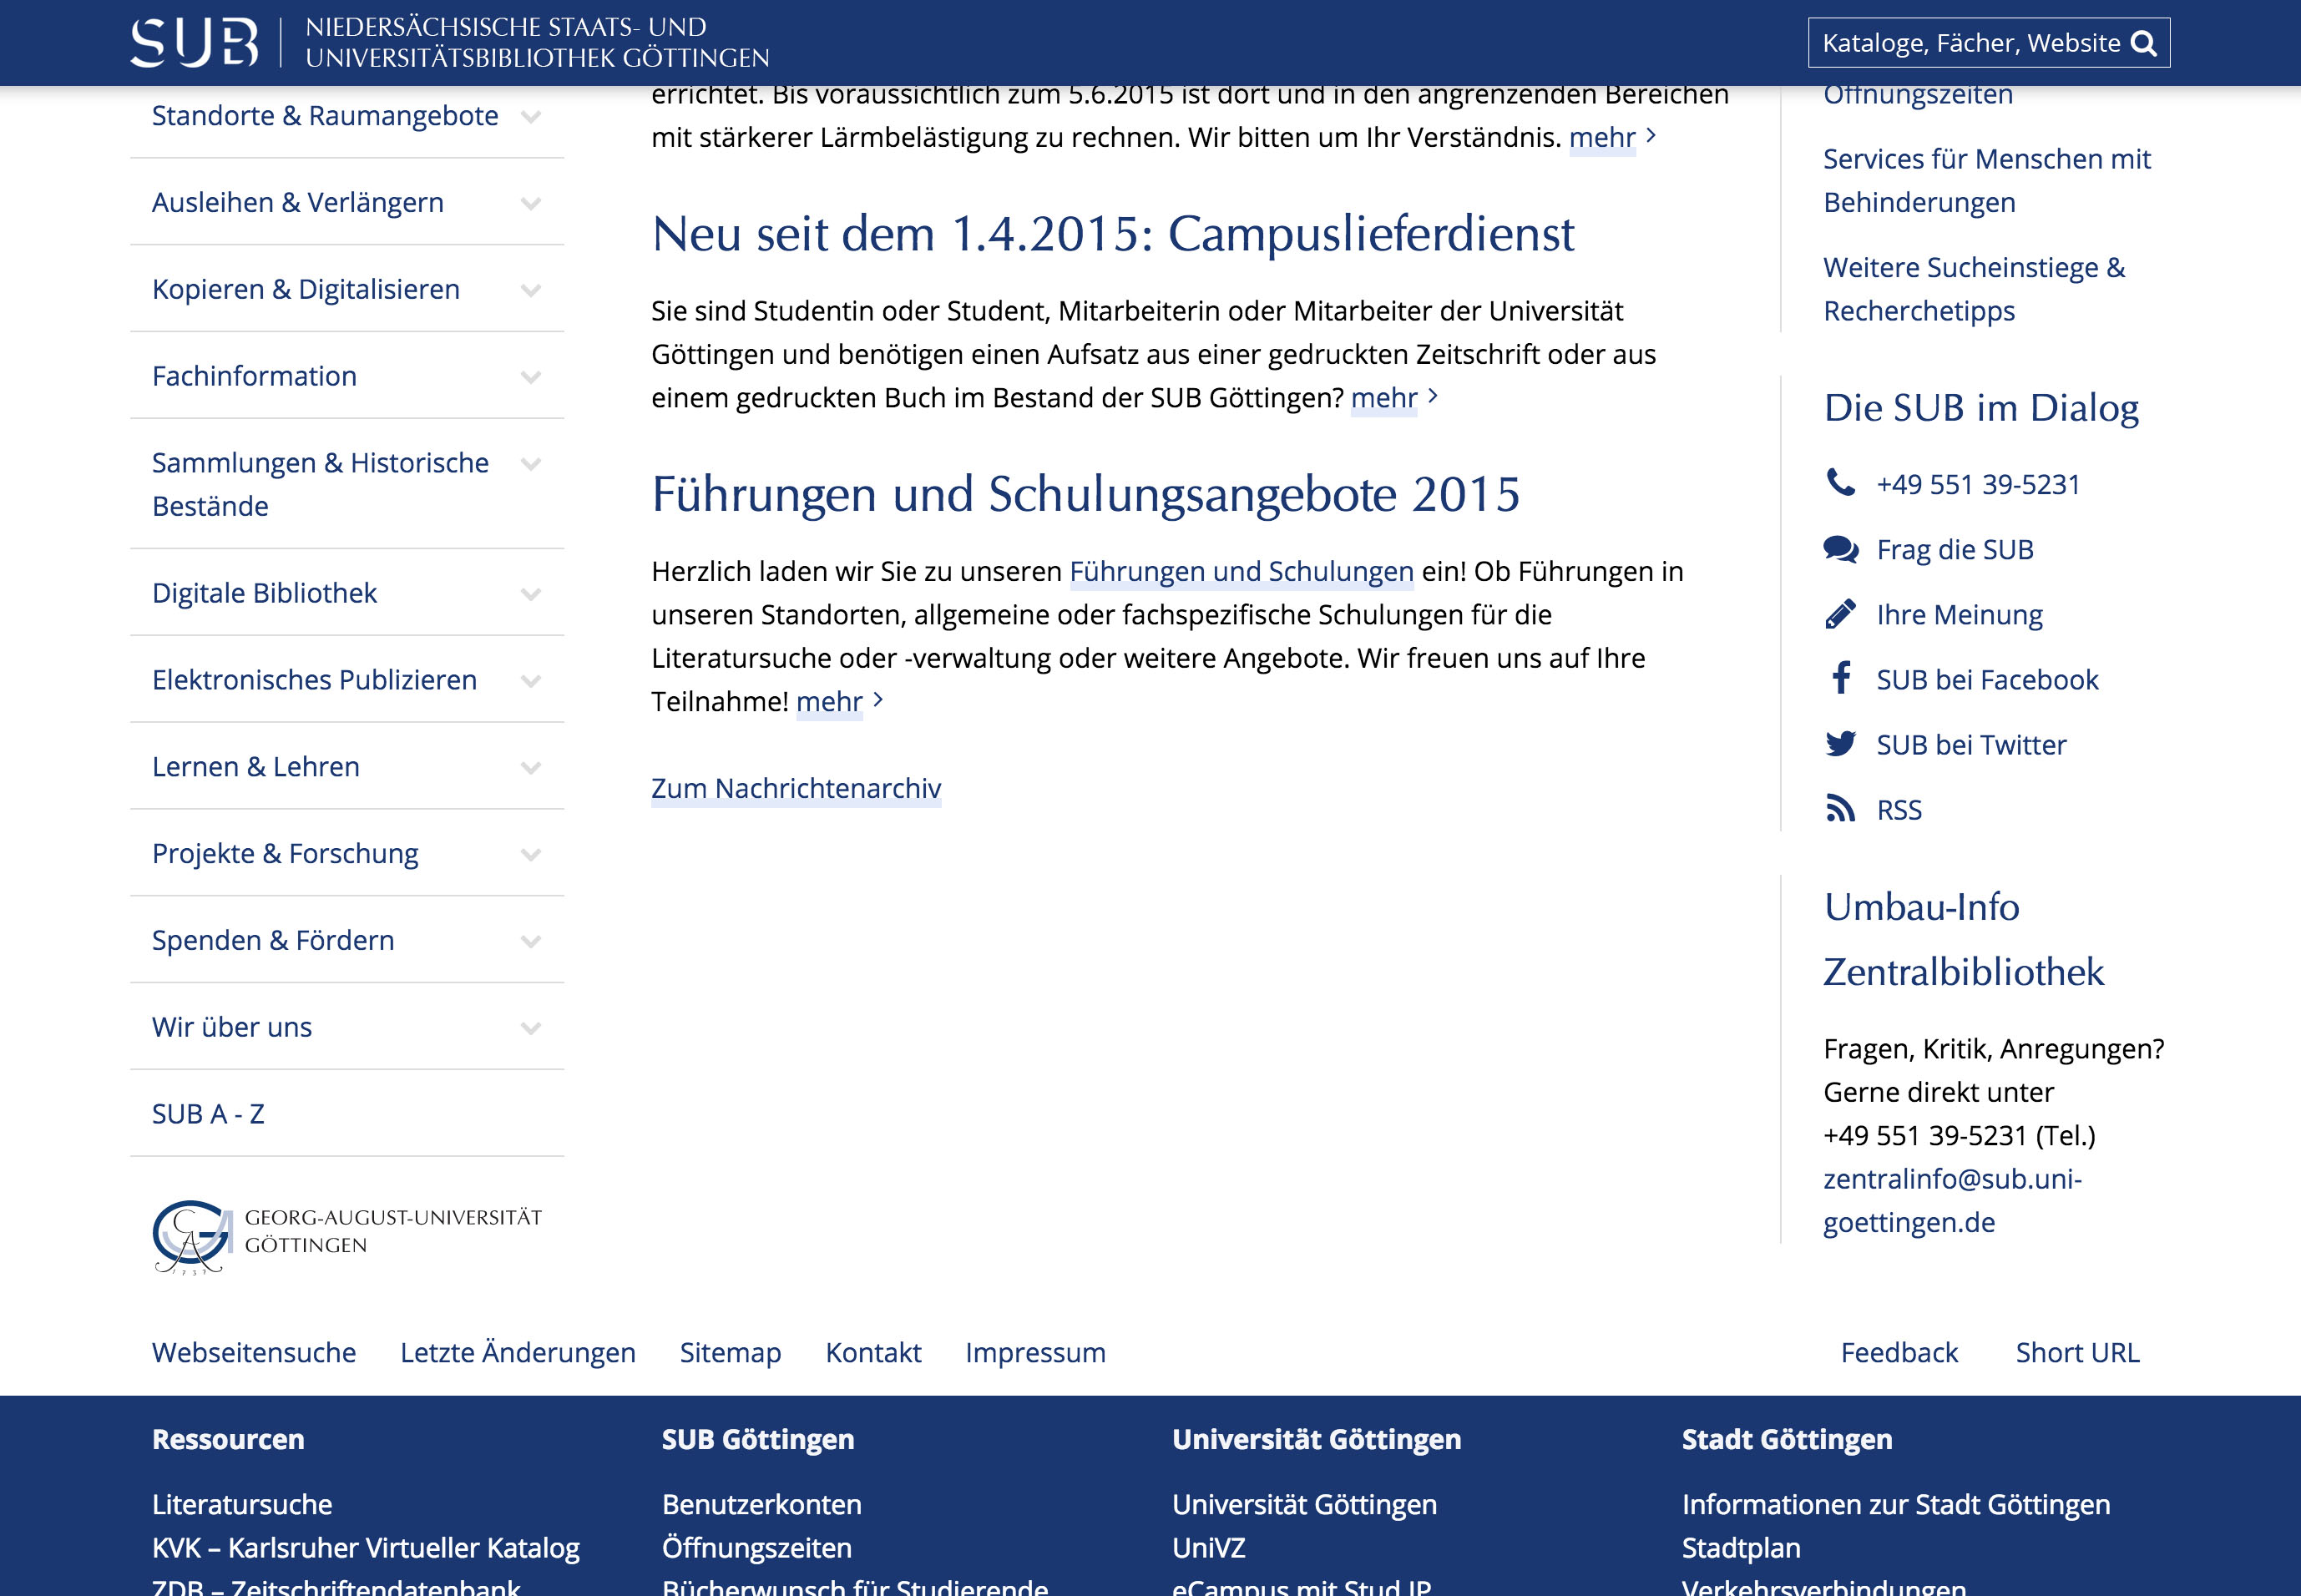 SUB
NIEDERSÄCHSISCHE STAATS- UND
UNIVERSITÄTSBIBLIOTHEK GÖTTINGEN
Kataloge, Fächer, Website
Standorte & Raumangebote
Ausleihen & Verlängern
Kopieren & Digitalisieren
Fachinformation
Sammlungen & Historische
Bestände
Digitale Bibliothek
Elektronisches Publizieren
Lernen & Lehren
Projekte & Forschung
Spenden & Fördern
Wir über uns
SUB A - Z
GEORG-AUGUST-UNIVERSITÄT
GÖTTINGEN
errichtet. Bis voraussichtlich zum 5.6.2015 ist dort und in den angrenzenden Bereichen
mit stärkerer Lärmbelästigung zu rechnen. Wir bitten um Ihr Verständnis. mehr
Neu seit dem 1.4.2015: Campuslieferdienst
Sie sind Studentin oder Student, Mitarbeiterin oder Mitarbeiter der Universität
Göttingen und benötigen einen Aufsatz aus einer gedruckten Zeitschrift oder aus
einem gedruckten Buch im Bestand der SUB Göttingen? mehr
Führungen und Schulungsangebote 2015
Herzlich laden wir Sie zu unseren Führungen und Schulungen ein! Ob Führungen in
unseren Standorten, allgemeine oder fachspezifische Schulungen für die
Literatursuche oder -verwaltung oder weitere Angebote. Wir freuen uns auf Ihre
Teilnahme! mehr
Zum Nachrichtenarchiv
Öffnungszeiten
Services für Menschen mit
Behinderungen
Weitere Sucheinstiege &
Recherchetipps
Die SUB im Dialog
+49 551 39-5231
Frag die SUB
Ihre Meinung
SUB bei Facebook
SUB bei Twitter
RSS
Umbau-Info
Zentralbibliothek
Fragen, Kritik, Anregungen?
Gerne direkt unter
+49 551 39-5231 (Tel.)
zentralinfo@sub.uni-
goettingen.de
Webseitensuche Letzte Änderungen Sitemap Kontakt Impressum Feedback Short URL
Ressourcen
Literatursuche
KVK – Karlsruher Virtueller Katalog
ZDB – Zeitschriftendatenbank
SUB Göttingen
Benutzerkonten
Öffnungszeiten
Bücherwunsch für Studierende
Universität Göttingen
Universität Göttingen
UniVZ
eCampus mit Stud.IP
Stadt Göttingen
Informationen zur Stadt Göttingen
Stadtplan
Verkehrsverbindungen